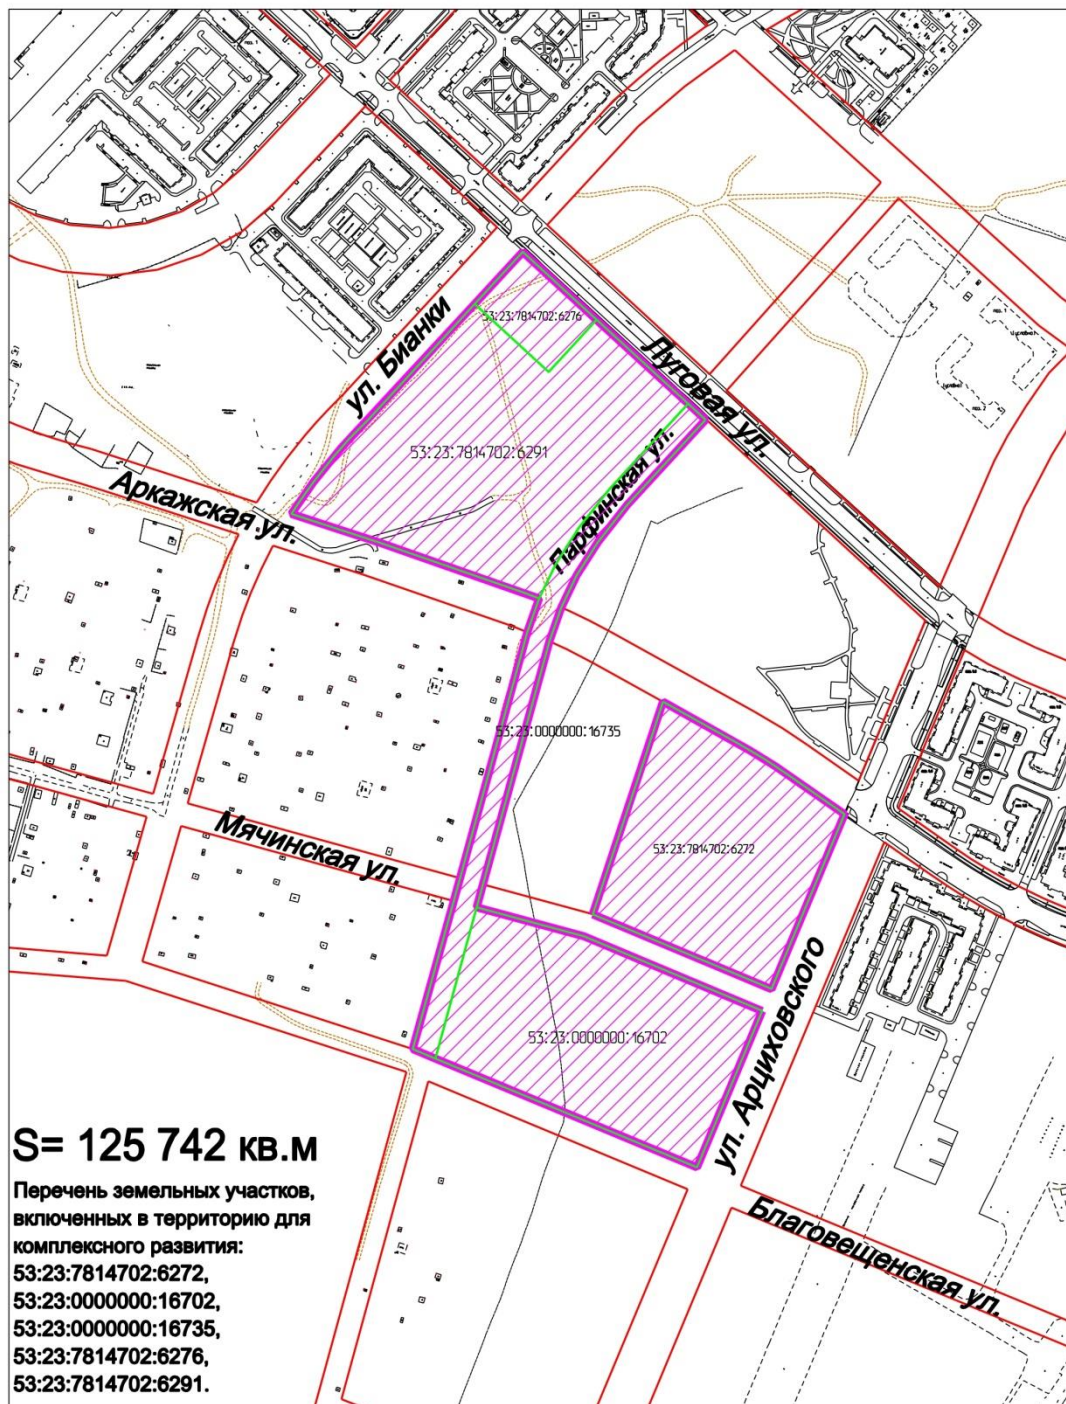 53:23:7814702:6276
ул. Бианки
Луговая ул.
53:23:7814702:6291
Парфинская ул.
Аркажская ул.
53:23:0000000:16735
Мячинская ул.
53:23:7814702:6272
53:23:0000000:16702
ул. Арциховского
Благовещенская ул.
S= 125 742 кв.м
Перечень земельных участков,
включенных в территорию для
комплексного развития:
53:23:7814702:6272,
53:23:0000000:16702,
53:23:0000000:16735,
53:23:7814702:6276,
53:23:7814702:6291.